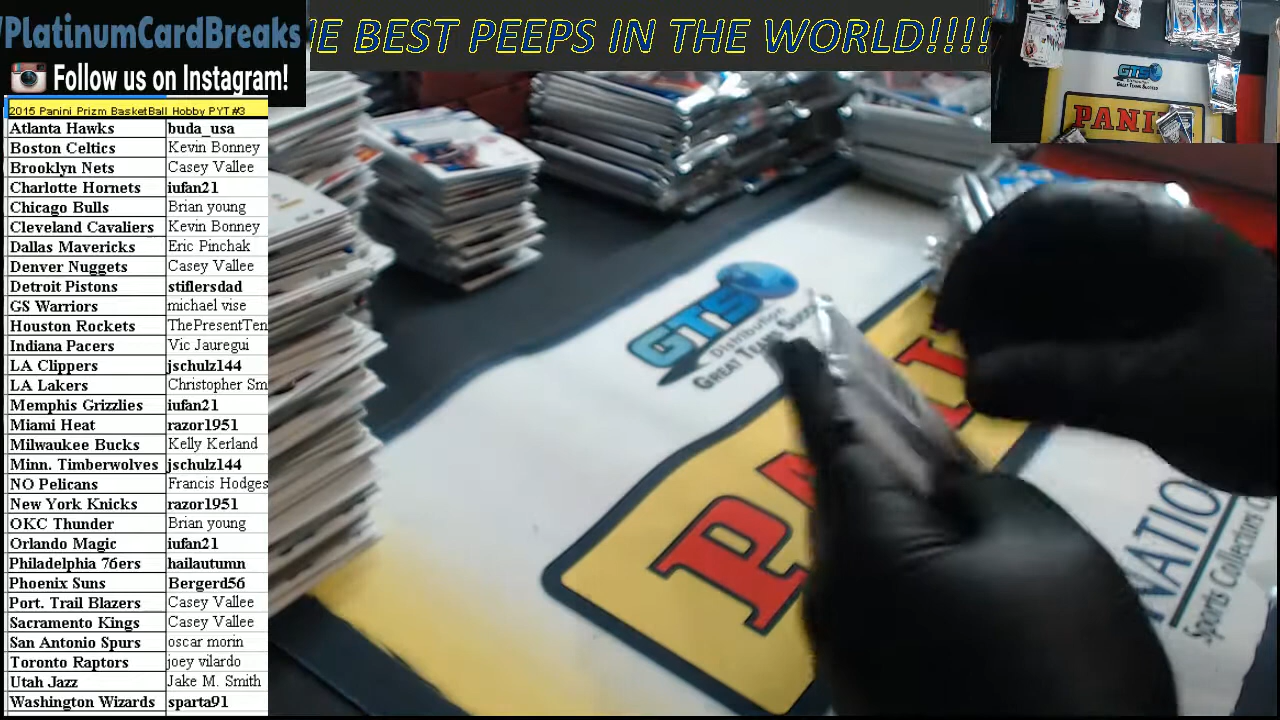 /PlatinumCardBreaks
Follow us on Instagram!
E BEST PEEPS IN THE WORLD!!!!
2015 Panini Prizm BasketBall Hobby PYT #3
Atlanta Hawks buda_usa
Boston Celtics Kevin Bonney
Brooklyn Nets Casey Vallee
Charlotte Hornets iufan21
Chicago Bulls Brian young
Cleveland Cavaliers Kevin Bonney
Dallas Mavericks Eric Pinchak
Denver Nuggets Casey Vallee
Detroit Pistons stiflersdad
GS Warriors michael vise
Houston Rockets ThePresentTen
Indiana Pacers Vic Jauregui
LA Clippers jschulz144
LA Lakers Christopher Sm
Memphis Grizzlies iufan21
Miami Heat razor1951
Milwaukee Bucks Kelly Kerland
Minn. Timberwolves jschulz144
NO Pelicans Francis Hodges
New York Knicks razor1951
OKC Thunder Brian young
Orlando Magic iufan21
Philadelphia 76ers hailautumn
Phoenix Suns Bergerd56
Port. Trail Blazers Casey Vallee
Sacramento Kings Casey Vallee
San Antonio Spurs oscar morin
Toronto Raptors joey vilardo
Utah Jazz Jake M. Smith
Washington Wizards sparta91
GTS
PANI
GTS
Distribution
GREAT TEAMS SUCC
PA
I
NATIO
Sports Collectors C